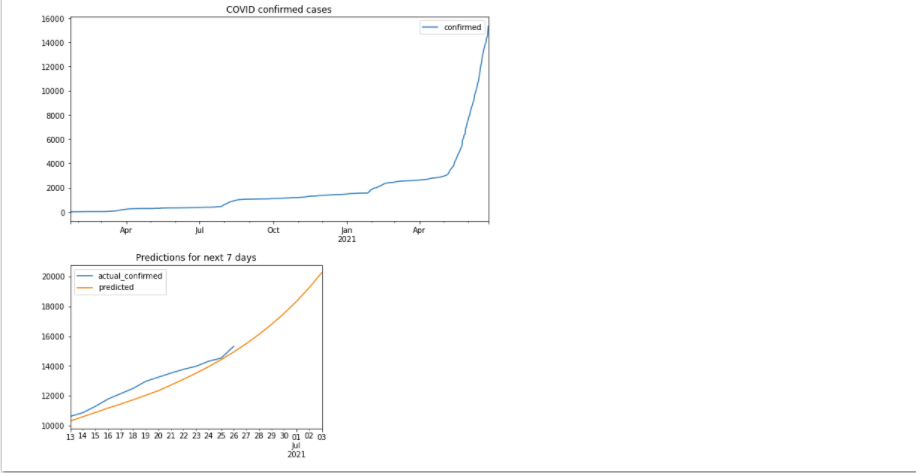 COVID confirmed cases
confirmed
16000
14000
12000
10000
8000
6000
4000
2000
0
Apr Jul Oct Jan Apr
2021
Predictions for next 7 days
actual_confirmed
predicted
20000
18000
16000
14000
12000
10000
13 14 15 16 17 18 19 20 21 22 23 24 25 26 27 28 29 30 01 02 03
Jul
2021